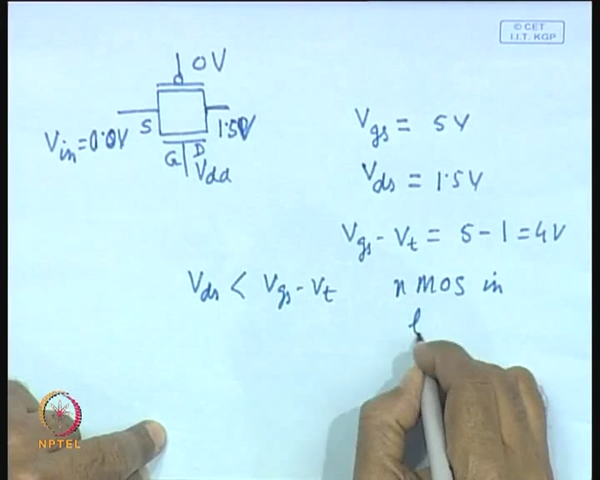 © CET
I.I.T. KGP
0V
S
1.5V
Vin = 0.0V
G
D
Vdd
Vgs = 5V
Vds = 1.5V
Vgs - Vt = 5 - 1 = 4V
Vds < Vgs - Vt nMOS in
l
NPTEL